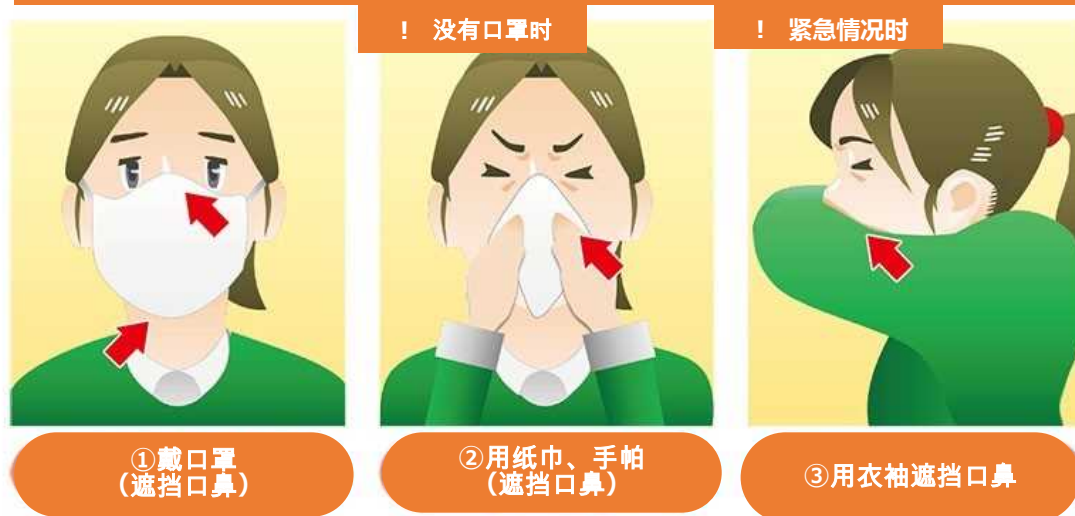 ! 没有口罩时
! 紧急情况时
①戴口罩
（遮挡口鼻）
②用纸巾、手帕
（遮挡口鼻）
③用衣袖遮挡口鼻